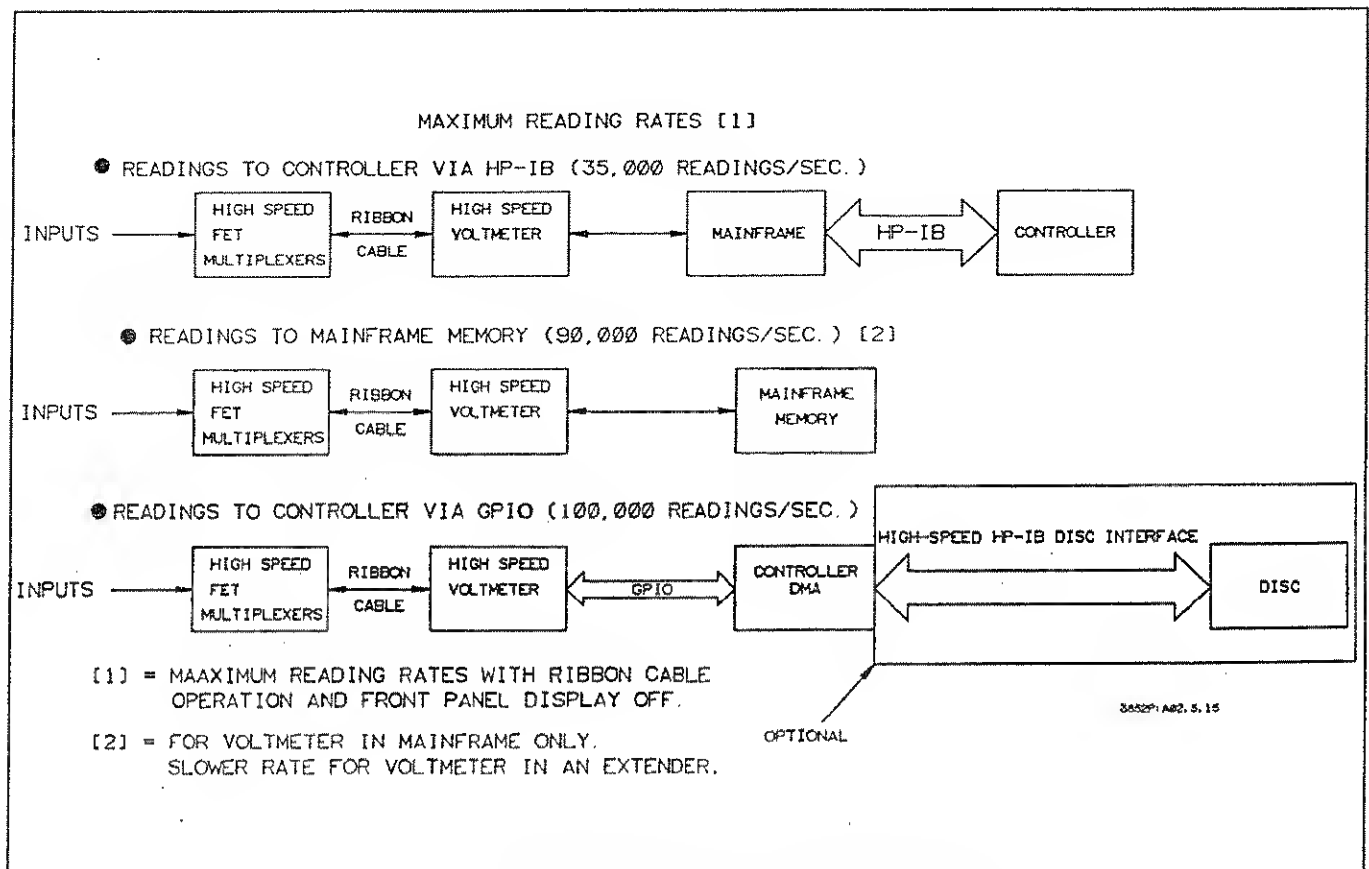 MAXIMUM READING RATES [1]
● READINGS TO CONTROLLER VIA HP-IB (35,000 READINGS/SEC.)
INPUTS
HIGH SPEED
FET
MULTIPLEXERS
RIBBON
CABLE
HIGH SPEED
VOLTMETER
MAINFRAME
HP-IB
CONTROLLER
● READINGS TO MAINFRAME MEMORY (90,000 READINGS/SEC.) [2]
INPUTS
HIGH SPEED
FET
MULTIPLEXERS
RIBBON
CABLE
HIGH SPEED
VOLTMETER
MAINFRAME
MEMORY
● READINGS TO CONTROLLER VIA GPIO (100,000 READINGS/SEC.)
INPUTS
HIGH SPEED
FET
MULTIPLEXERS
RIBBON
CABLE
HIGH SPEED
VOLTMETER
GPIO
CONTROLLER
DMA
HIGH-SPEED HP-IB DISC INTERFACE
DISC
OPTIONAL
[1] = MAAXIMUM READING RATES WITH RIBBON CABLE
OPERATION AND FRONT PANEL DISPLAY OFF.
[2] = FOR VOLTMETER IN MAINFRAME ONLY.
SLOWER RATE FOR VOLTMETER IN AN EXTENDER.